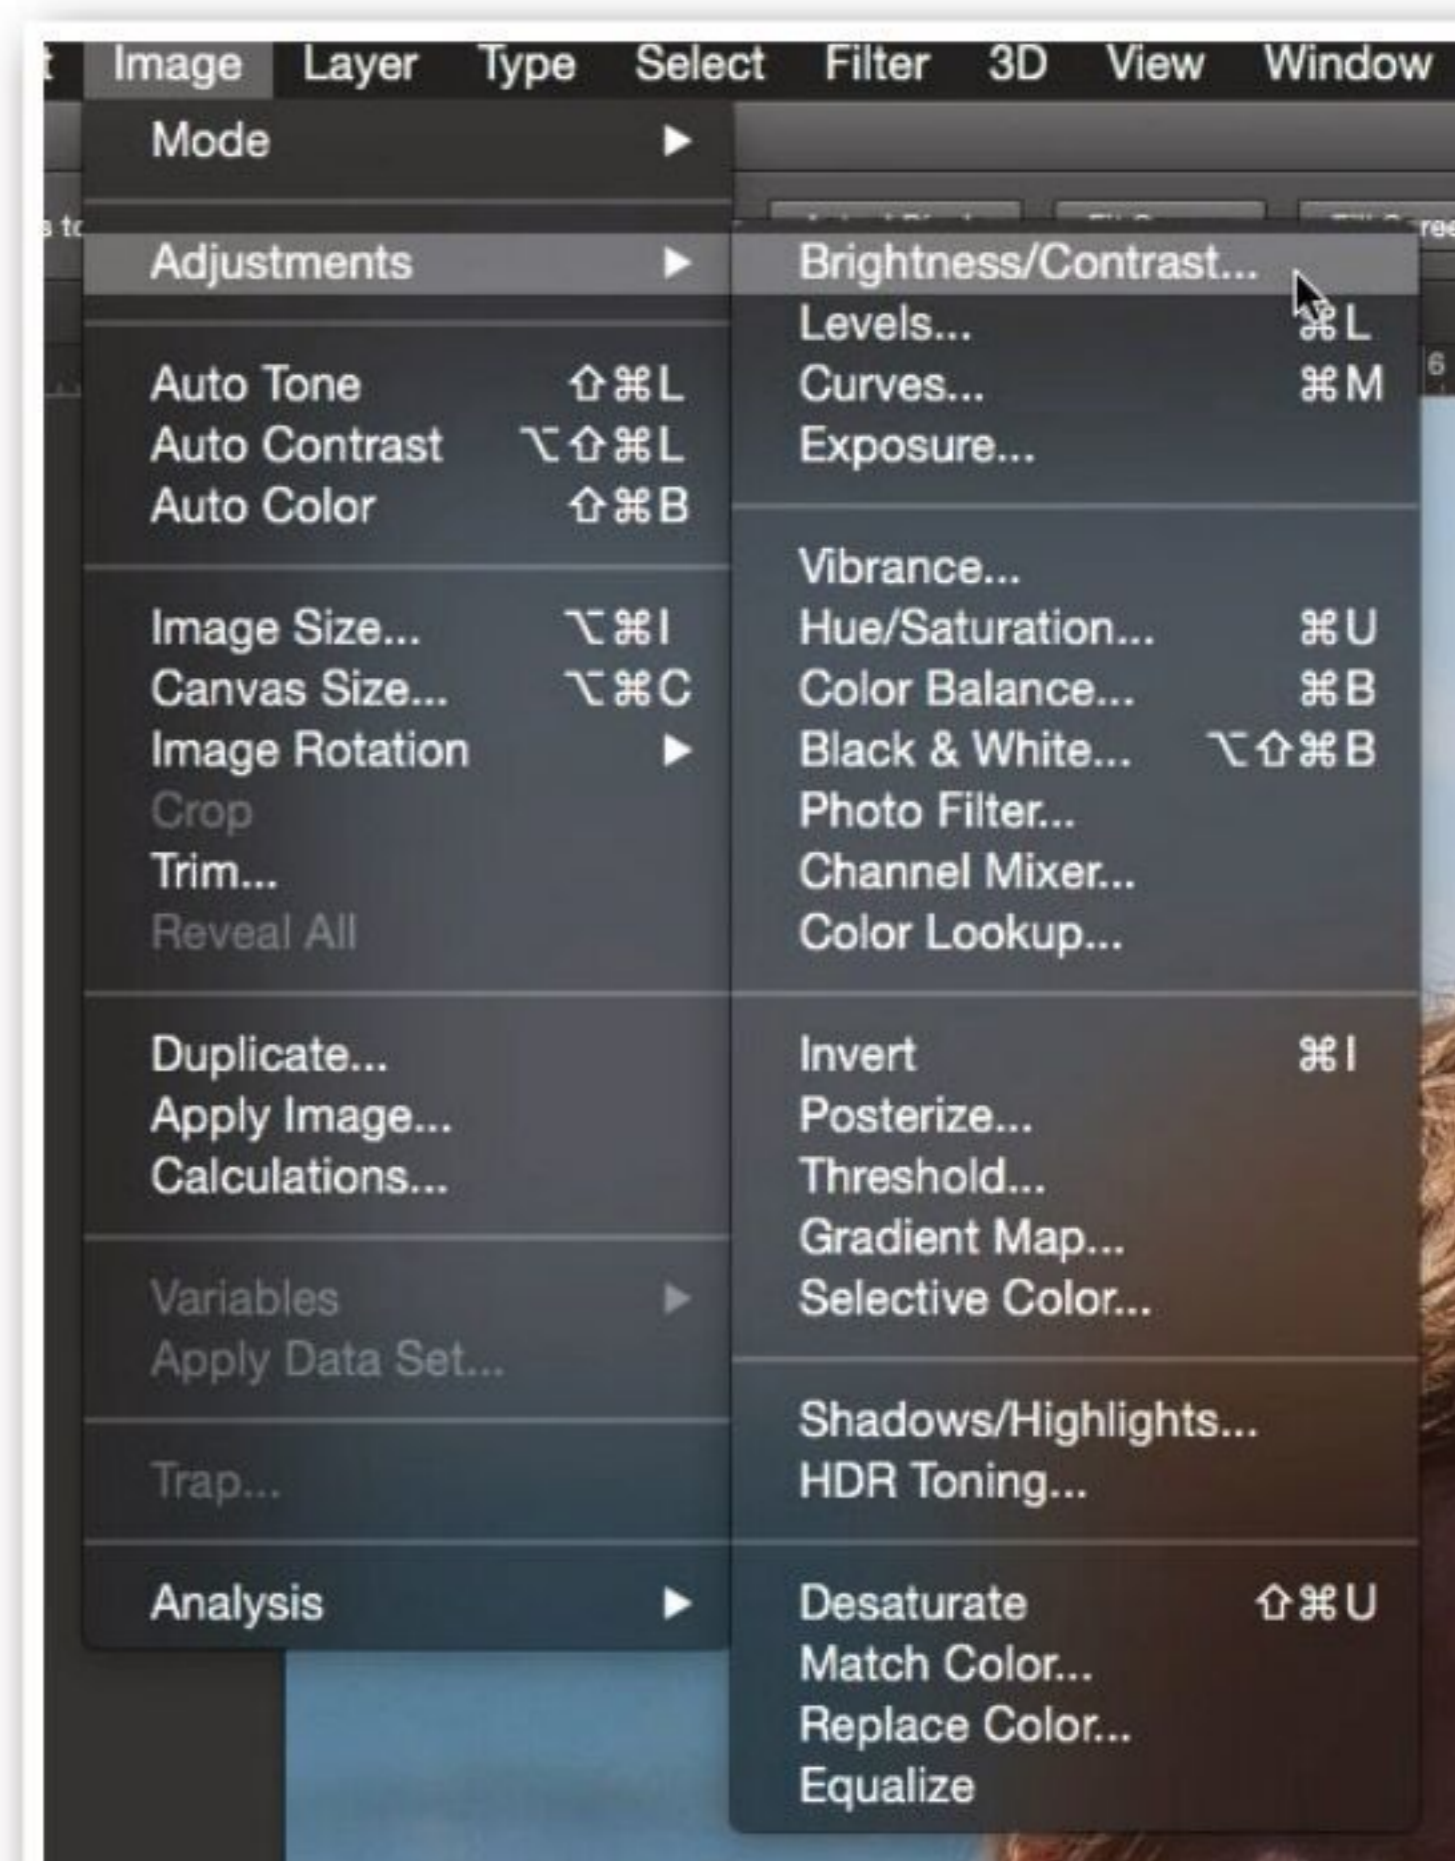 Image Layer Type Select Filter 3D View Window
Mode ▶
Adjustments ▶
Auto Tone ⇧⌘L
Auto Contrast ⌥⇧⌘L
Auto Color ⇧⌘B
Image Size... ⌥⌘I
Canvas Size... ⌥⌘C
Image Rotation ▶
Crop
Trim...
Reveal All
Duplicate...
Apply Image...
Calculations...
Variables ▶
Apply Data Set...
Trap...
Analysis ▶
Brightness/Contrast...
Levels... ⌘L
Curves... ⌘M
Exposure...
Vibrance...
Hue/Saturation... ⌘U
Color Balance... ⌘B
Black & White... ⌥⇧⌘B
Photo Filter...
Channel Mixer...
Color Lookup...
Invert ⌘I
Posterize...
Threshold...
Gradient Map...
Selective Color...
Shadows/Highlights...
HDR Toning...
Desaturate ⇧⌘U
Match Color...
Replace Color...
Equalize
6